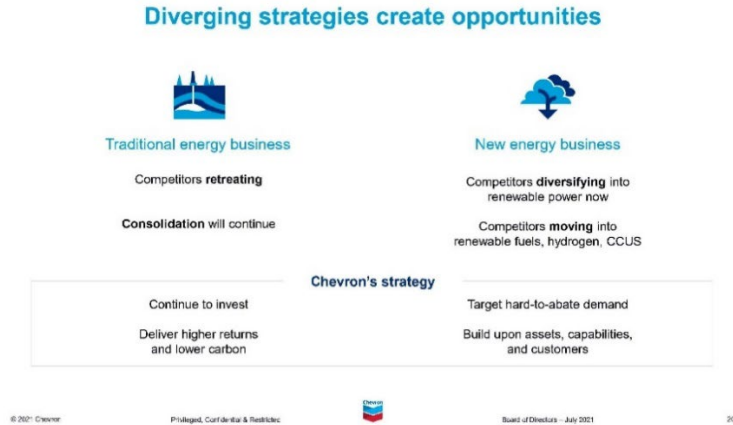 Diverging strategies create opportunities
Traditional energy business
Competitors retreating
Consolidation will continue
New energy business
Competitors diversifying into
renewable power now
Competitors moving into
renewable fuels, hydrogen, CCUS
Chevron's strategy
Continue to invest
Deliver higher returns
and lower carbon
Target hard-to-abate demand
Build upon assets, capabilities,
and customers
© 2021 Chevron
Privileged, Confidential & Restricted
Chevron
Board of Directors – July 2021